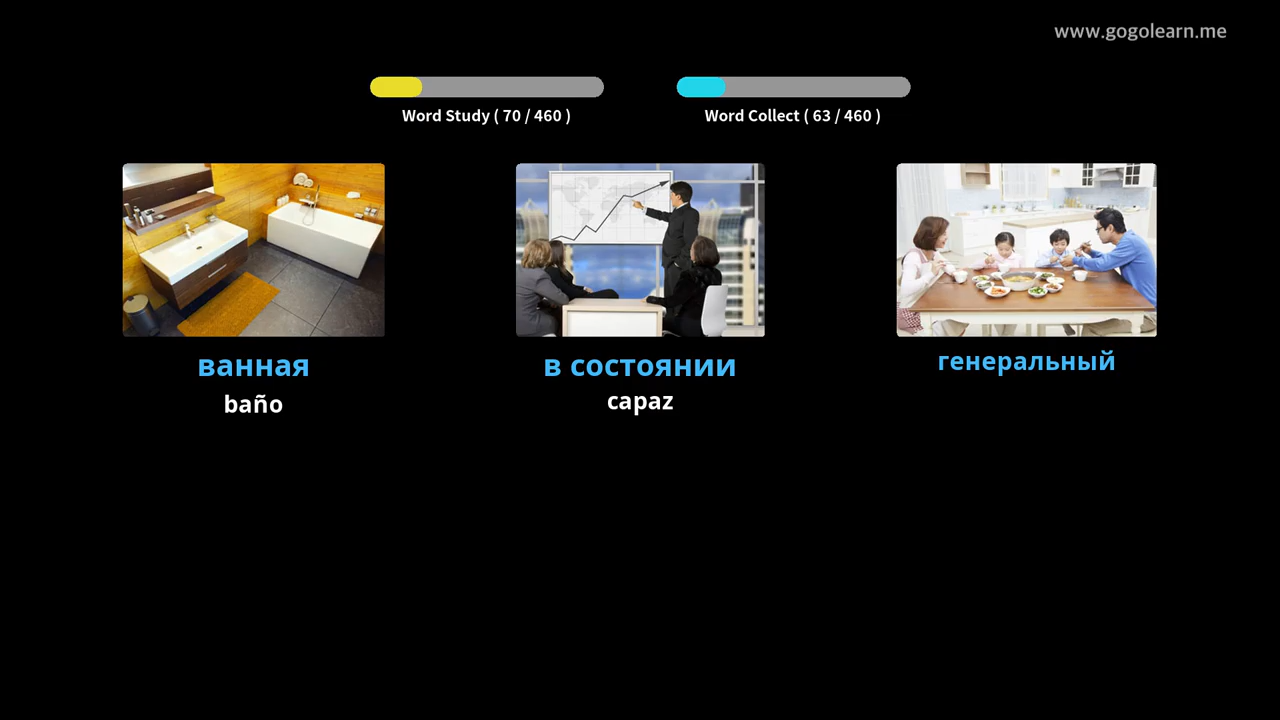 www.gogolearn.me
Word Study ( 70 / 460 )
Word Collect ( 63 / 460 )
ванная
baño
в состоянии
capaz
генеральный